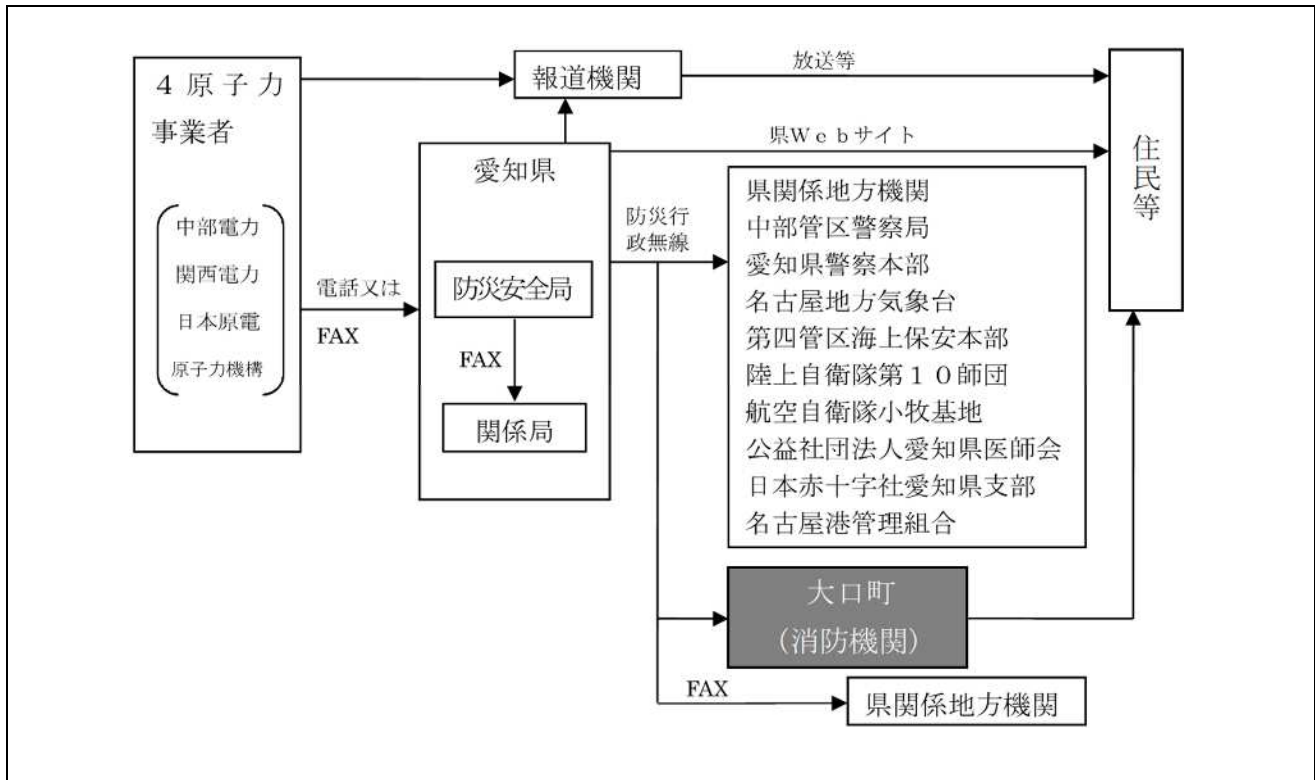 ４原子力
事業者
中部電力
関西電力
日本原電
原子力機構
電話又は
FAX
報道機関
放送等
愛知県
防災安全局
FAX
関係局
県Ｗｅｂサイト
防災行
政無線
県関係地方機関
中部管区警察局
愛知県警察本部
名古屋地方気象台
第四管区海上保安本部
陸上自衛隊第１０師団
航空自衛隊小牧基地
公益社団法人愛知県医師会
日本赤十字社愛知県支部
名古屋港管理組合
大口町
（消防機関）
FAX
県関係地方機関
住民等